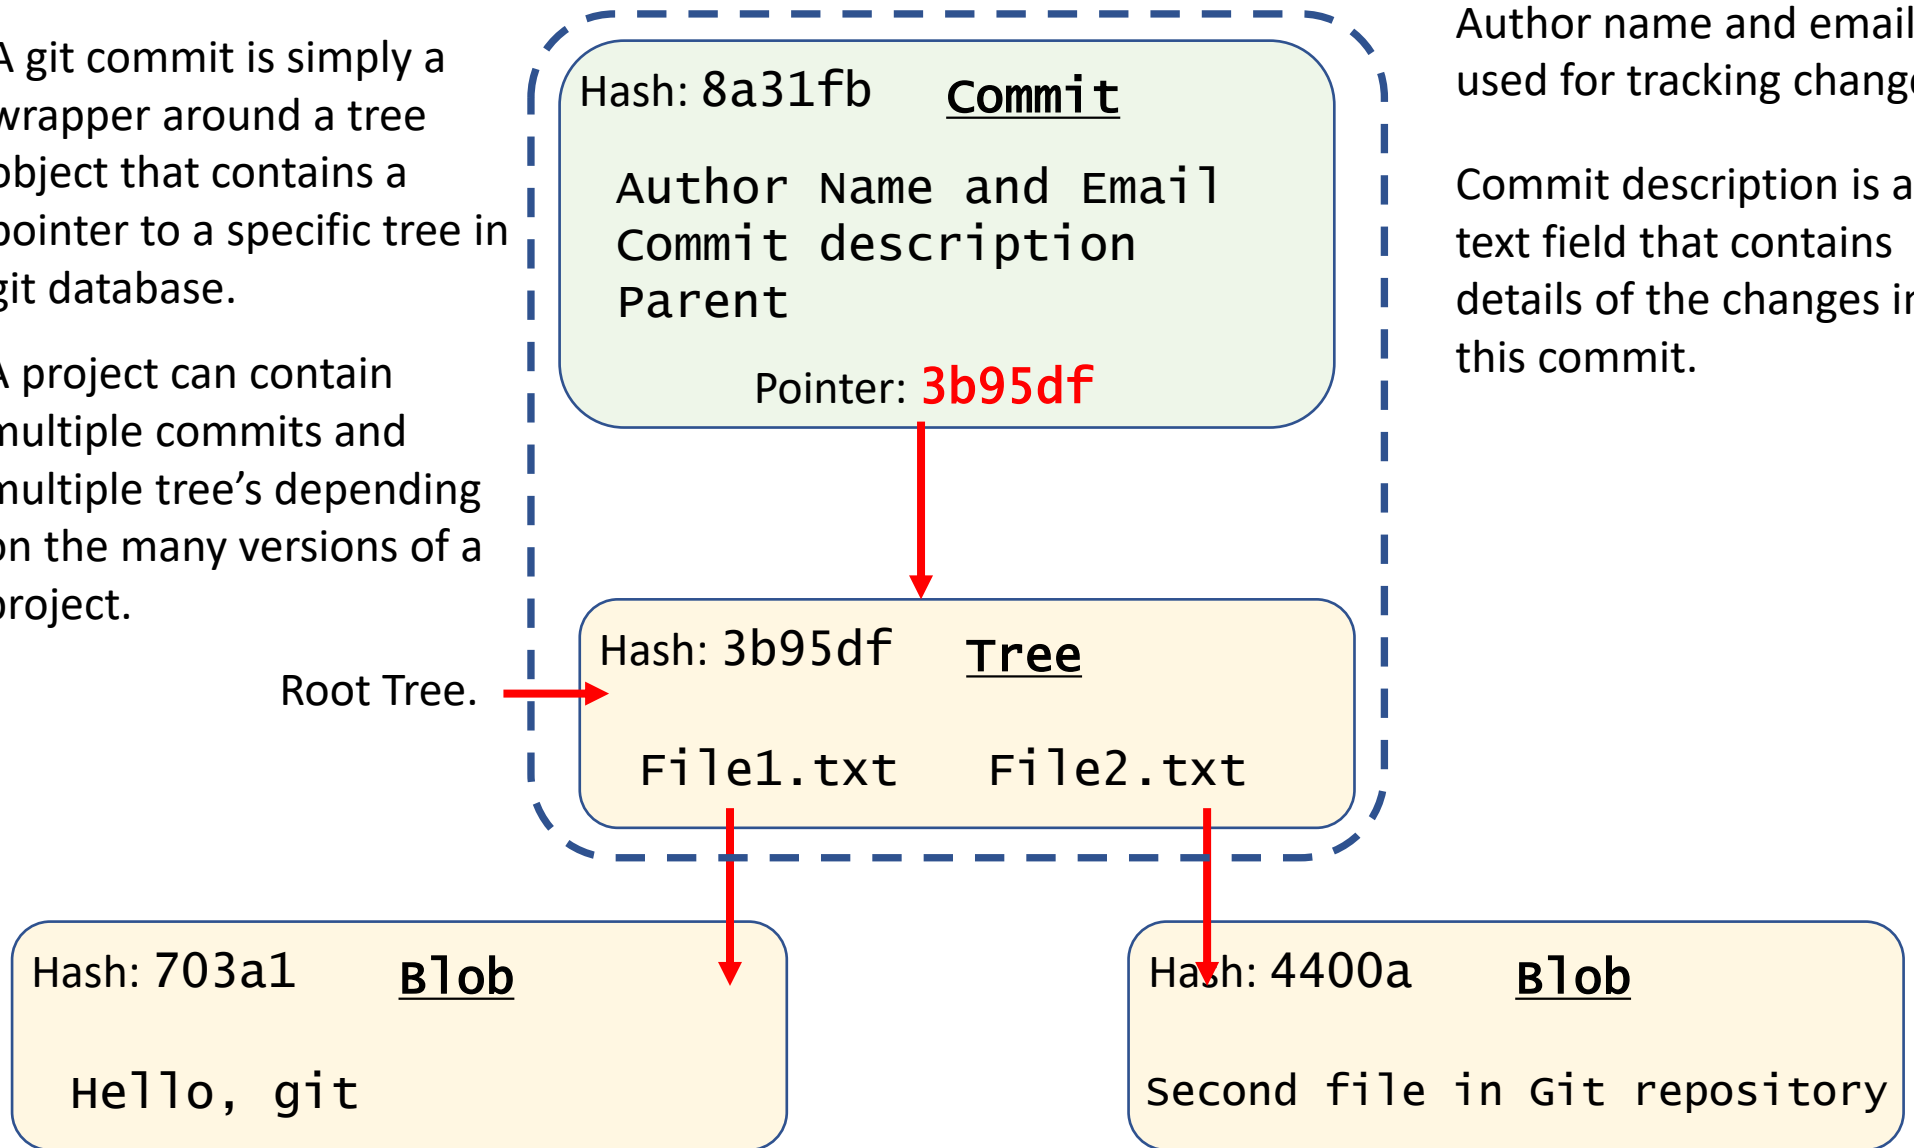 A git commit is simply a
wrapper around a tree
object that contains a
pointer to a specific tree in
git database.
A project can contain
multiple commits and
multiple tree’s depending
on the many versions of a
project.
Root Tree.
Hash: 8a31fb Commit
Author Name and Email
Commit description
Parent
Pointer: 3b95df
Author name and email
used for tracking change
Commit description is a
text field that contains
details of the changes in
this commit.
Hash: 3b95df Tree
File1.txt File2.txt
Hash: 703a1 Blob
Hello, git
Hash: 4400a Blob
Second file in Git repository